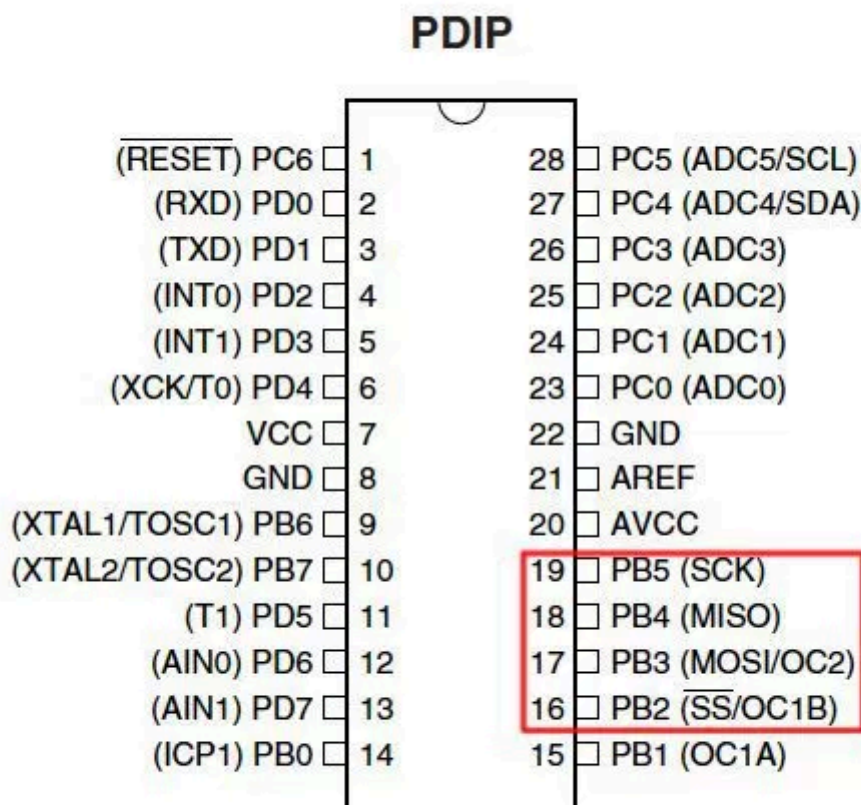 PDIP
(RESET) PC6 1 28 PC5 (ADC5/SCL)
(RXD) PD0 2 27 PC4 (ADC4/SDA)
(TXD) PD1 3 26 PC3 (ADC3)
(INT0) PD2 4 25 PC2 (ADC2)
(INT1) PD3 5 24 PC1 (ADC1)
(XCK/T0) PD4 6 23 PC0 (ADC0)
VCC 7 22 GND
GND 8 21 AREF
(XTAL1/TOSC1) PB6 9 20 AVCC
(XTAL2/TOSC2) PB7 10 19 PB5 (SCK)
(T1) PD5 11 18 PB4 (MISO)
(AIN0) PD6 12 17 PB3 (MOSI/OC2)
(AIN1) PD7 13 16 PB2 (SS/OC1B)
(ICP1) PB0 14 15 PB1 (OC1A)